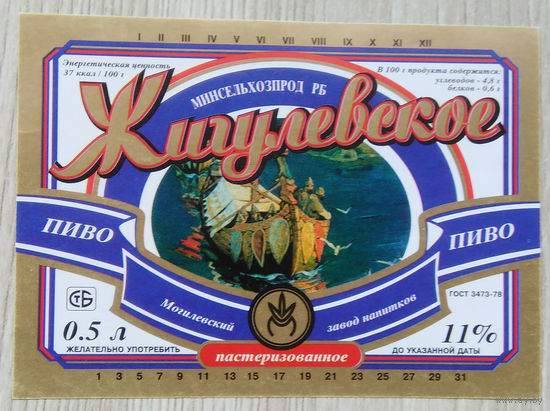 I II III IV V VI VII VIII IX X XI XII
Энергетическая ценность
37 ккал / 100 г
В 100 г продукта содержится:
углеводов - 4,8 г
белков - 0,6 г
МИНСЕЛЬХОЗПРОД РБ
Жигулевское
ПИВО
ПИВО
Могилевский завод напитков
СТБ
ГОСТ 3473-78
0.5 л
11%
ЖЕЛАТЕЛЬНО УПОТРЕБИТЬ
ДО УКАЗАННОЙ ДАТЫ
пастеризованное
1 3 5 7 9 11 13 15 17 19 21 23 25 27 29 31